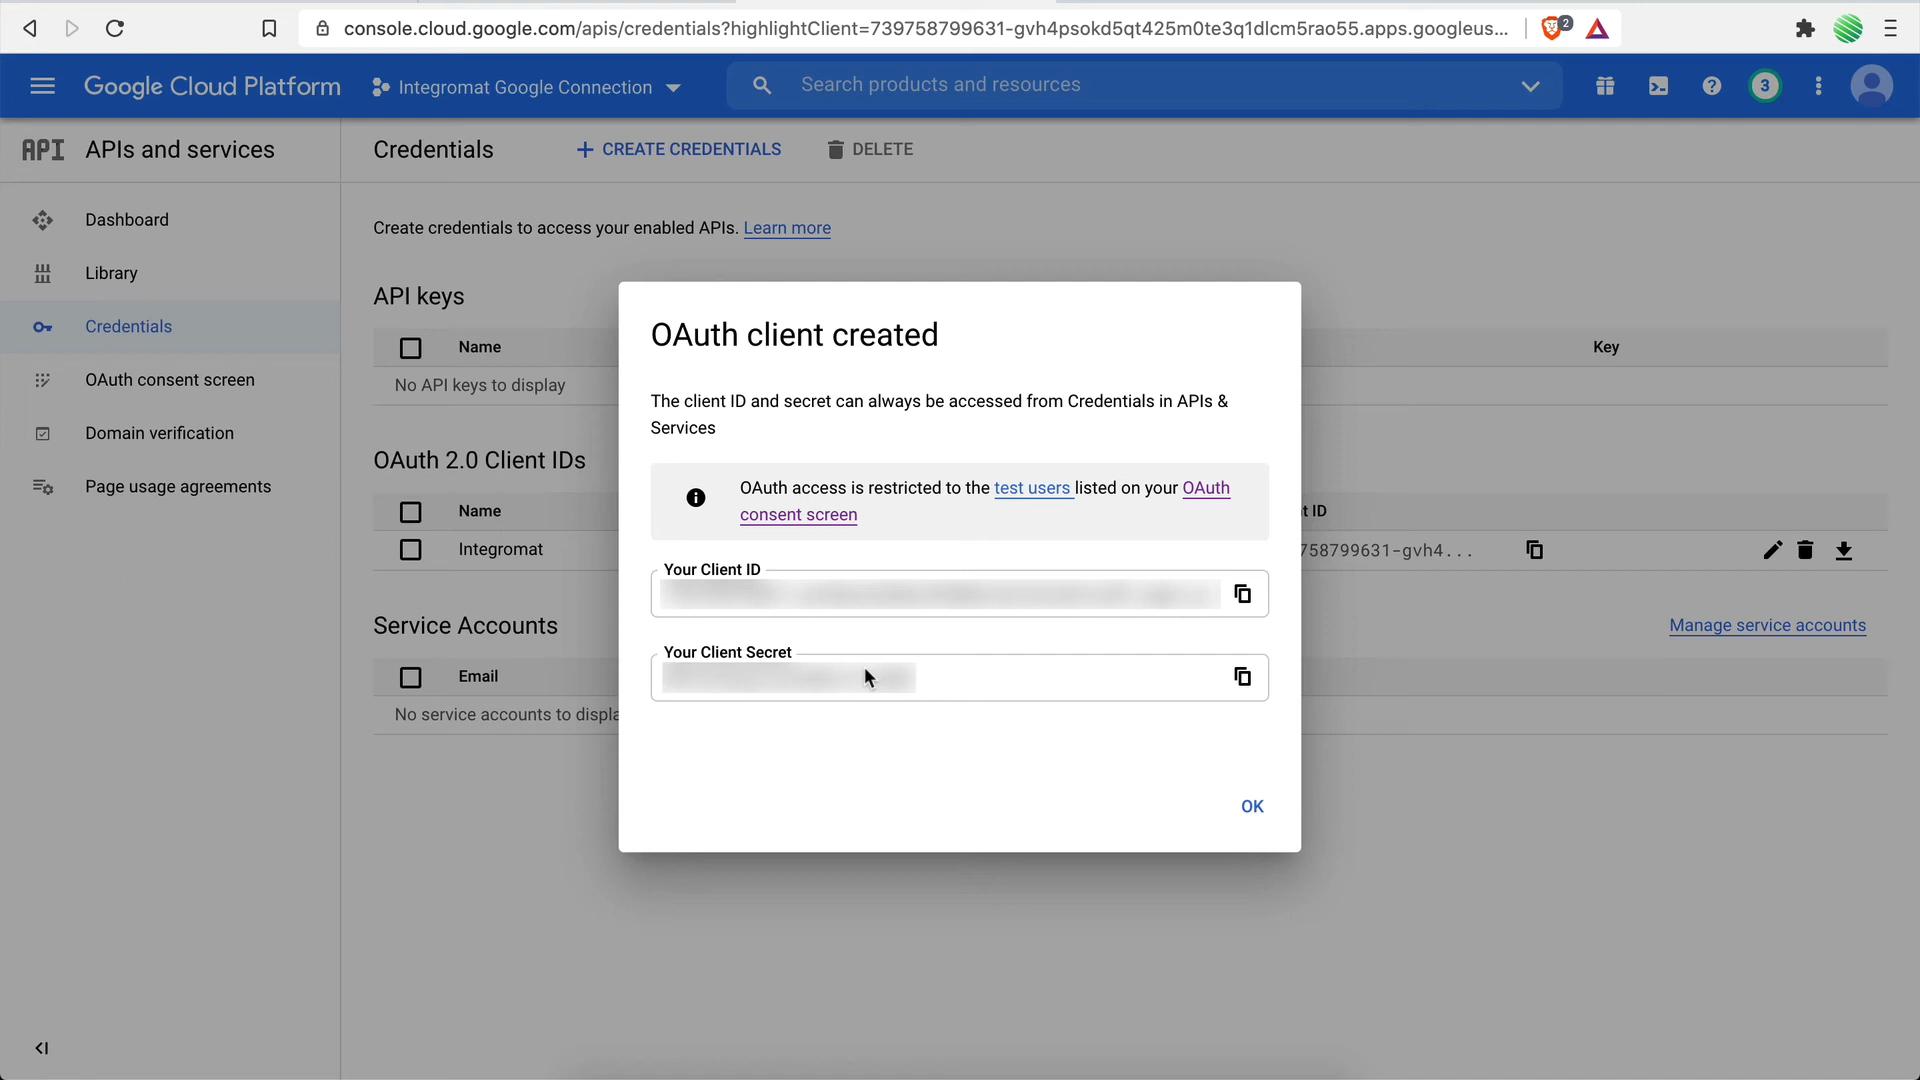 console.cloud.google.com/apis/credentials?highlightClient=739758799631-gvh4psokd5qt425m0te3q1dlcm5rao55.apps.googleus...
2
Google Cloud Platform
Integromat Google Connection
Search products and resources
3
API APIs and services
Credentials
CREATE CREDENTIALS
DELETE
Dashboard
Library
Credentials
OAuth consent screen
Domain verification
Page usage agreements
Create credentials to access your enabled APIs. Learn more
API keys
Name
Key
No API keys to display
OAuth 2.0 Client IDs
Name
t ID
Integromat
758799631-gvh4...
Service Accounts
Manage service accounts
Email
No service accounts to displa
OAuth client created
The client ID and secret can always be accessed from Credentials in APIs &
Services
OAuth access is restricted to the test users listed on your OAuth
consent screen
Your Client ID
Your Client Secret
OK